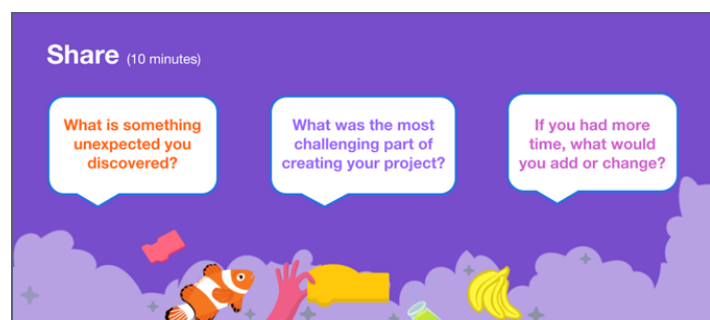 Share (10 minutes)
What is something
unexpected you
discovered?
What was the most
challenging part of
creating your project?
If you had more
time, what would
you add or change?